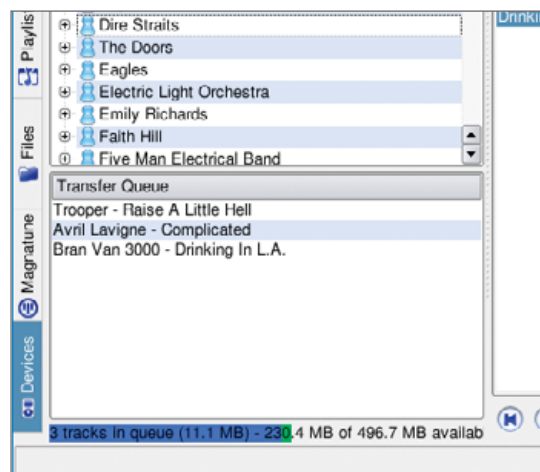 Playlis
Files
Magnatune
Devices
Dire Straits
The Doors
Eagles
Electric Light Orchestra
Emily Richards
Faith Hill
Five Man Electrical Band
Transfer Queue
Trooper - Raise A Little Hell
Avril Lavigne - Complicated
Bran Van 3000 - Drinking In L.A.
3 tracks in queue (11.1 MB) - 230.4 MB of 496.7 MB availab
Drinki